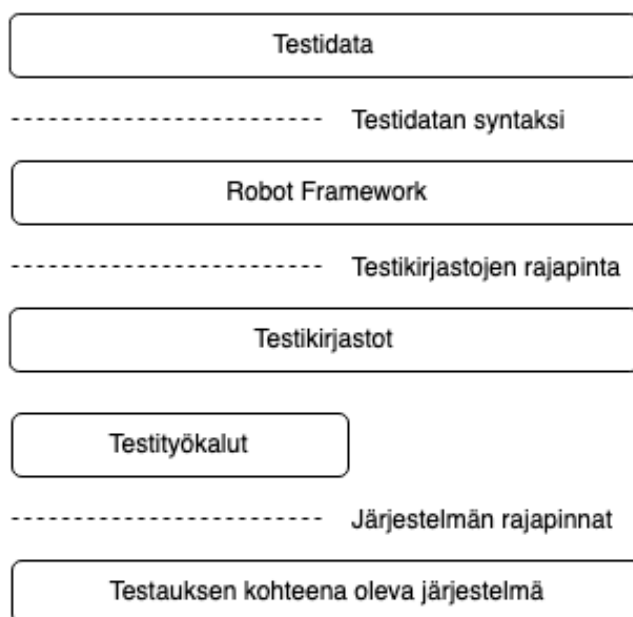 Testidata
Testidatan syntaksi
Robot Framework
Testikirjastojen rajapinta
Testikirjastot
Testityökalut
Järjestelmän rajapinnat
Testauksen kohteena oleva järjestelmä